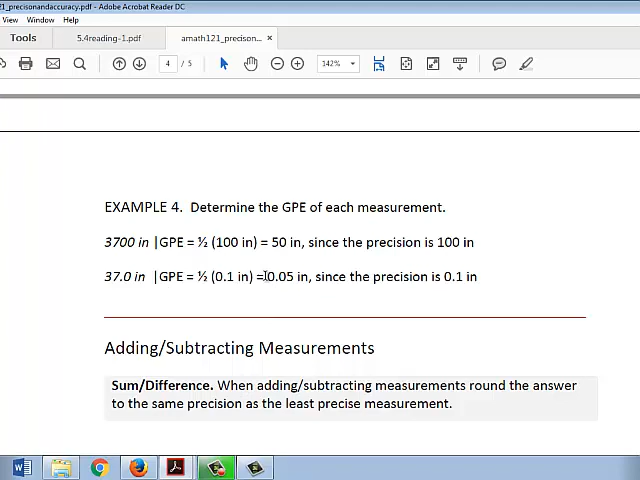 21_precisonandaccuracy.pdf - Adobe Acrobat Reader DC
View Window Help
Tools 5.4reading-1.pdf amath121_precison... ×
4 / 5 142%
EXAMPLE 4. Determine the GPE of each measurement.
3700 in |GPE = ½ (100 in) = 50 in, since the precision is 100 in
37.0 in |GPE = ½ (0.1 in) = 0.05 in, since the precision is 0.1 in
Adding/Subtracting Measurements
Sum/Difference. When adding/subtracting measurements round the answer
to the same precision as the least precise measurement.